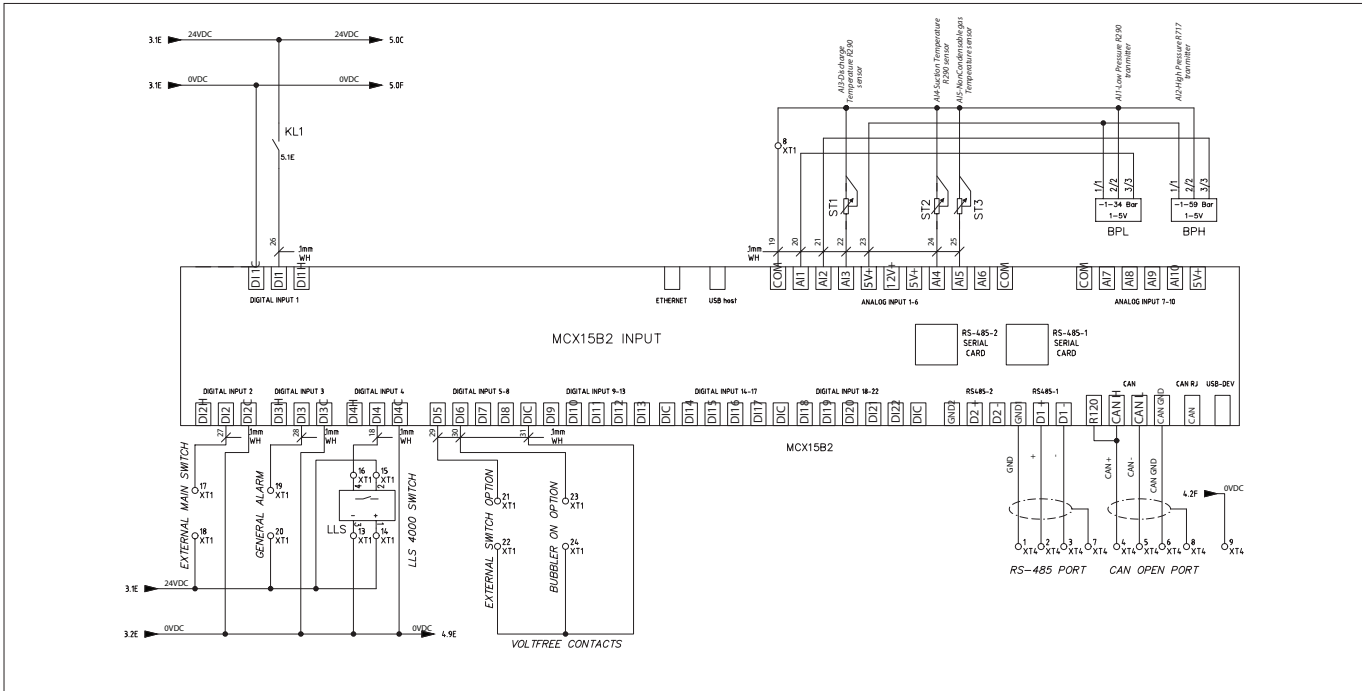 3.1E 24VDC 24VDC 5.0C
3.1E 0VDC 0VDC 5.0F
KL1
5.1E
26
.1mm
WH
AI3-Discharge
Temperature R290
sensor
AI4-Suction Temperature
R290 sensor
AI5-NonCondensable gas
Temperature sensor
AI1-Low Pressure R290
tranmitter
AI2-High Pressure R717
tranmitter
8
XT1
ST1
ST2
ST3
1/1 2/2 3/3
-1-34 Bar
1-5V
BPL
1/1 2/2 3/3
-1-59 Bar
1-5V
BPH
.1mm
WH
19 20 21 22 23 24 25
DI1 DI1H
DIGITAL INPUT 1
ETHERNET
USB host
COM AI1 AI2 AI3 5V+ 12V+ 5V+ AI4 AI5 AI6 COM
ANALOG INPUT 1-6
COM AI7 AI8 AI9 AI10 5V+
ANALOG INPUT 7-10
MCX15B2 INPUT
RS-485-2
SERIAL
CARD
RS-485-1
SERIAL
CARD
DIGITAL INPUT 2 DIGITAL INPUT 3 DIGITAL INPUT 4 DIGITAL INPUT 5-8 DIGITAL INPUT 9-13 DIGITAL INPUT 14-17 DIGITAL INPUT 18-22 RS485-2 RS485-1 CAN CAN RJ USB-DEV
DI2H DI2 DI2C DI3H DI3 DI3C DI4H DI4 DI4C DI5 DI6 DI7 DI8 DIC DI9 DI10 DI11 DI12 DI13 DIC DI14 DI15 DI16 DI17 DIC DI18 DI19 DI20 DI21 DI22 DIC GND2 D2+ D2- GND1 D1+ D1- R120 CAN H CAN L CAN GND CAN
MCX15B2
27
.1mm
WH
28
.1mm
WH
18
.1mm
WH
29 30 31
.1mm
WH
EXTERNAL MAIN SWITCH
17
XT1
18
XT1
GENERAL ALARM
19
XT1
20
XT1
16
XT1
15
XT1
4 2
- +
3 1
LLS
13
XT1
14
XT1
LLS 4000 SWITCH
EXTERNAL SWITCH OPTION
21
XT1
22
XT1
BUBBLER ON OPTION
23
XT1
24
XT1
VOLTFREE CONTACTS
GND
+
-
CAN+
CAN-
CAN GND
4.2F 0VDC
1
XT4
2
XT4
3
XT4
7
XT4
4
XT4
5
XT4
6
XT4
8
XT4
9
XT4
RS-485 PORT
CAN OPEN PORT
3.1E 24VDC
3.2E 0VDC 0VDC 4.9E